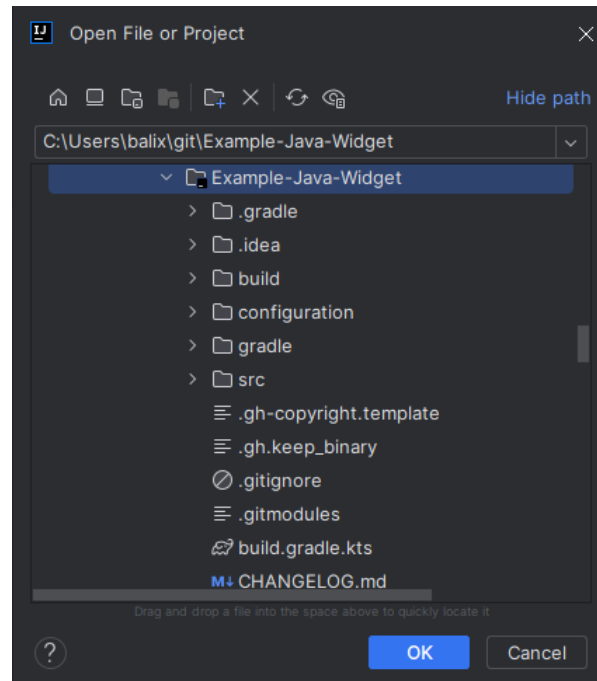 IJ Open File or Project
Hide path
C:\Users\balix\git\Example-Java-Widget
Example-Java-Widget
.gradle
.idea
build
configuration
gradle
src
.gh-copyright.template
.gh.keep_binary
.gitignore
.gitmodules
build.gradle.kts
M↓ CHANGELOG.md
Drag and drop a file into the space above to quickly locate it
? OK Cancel